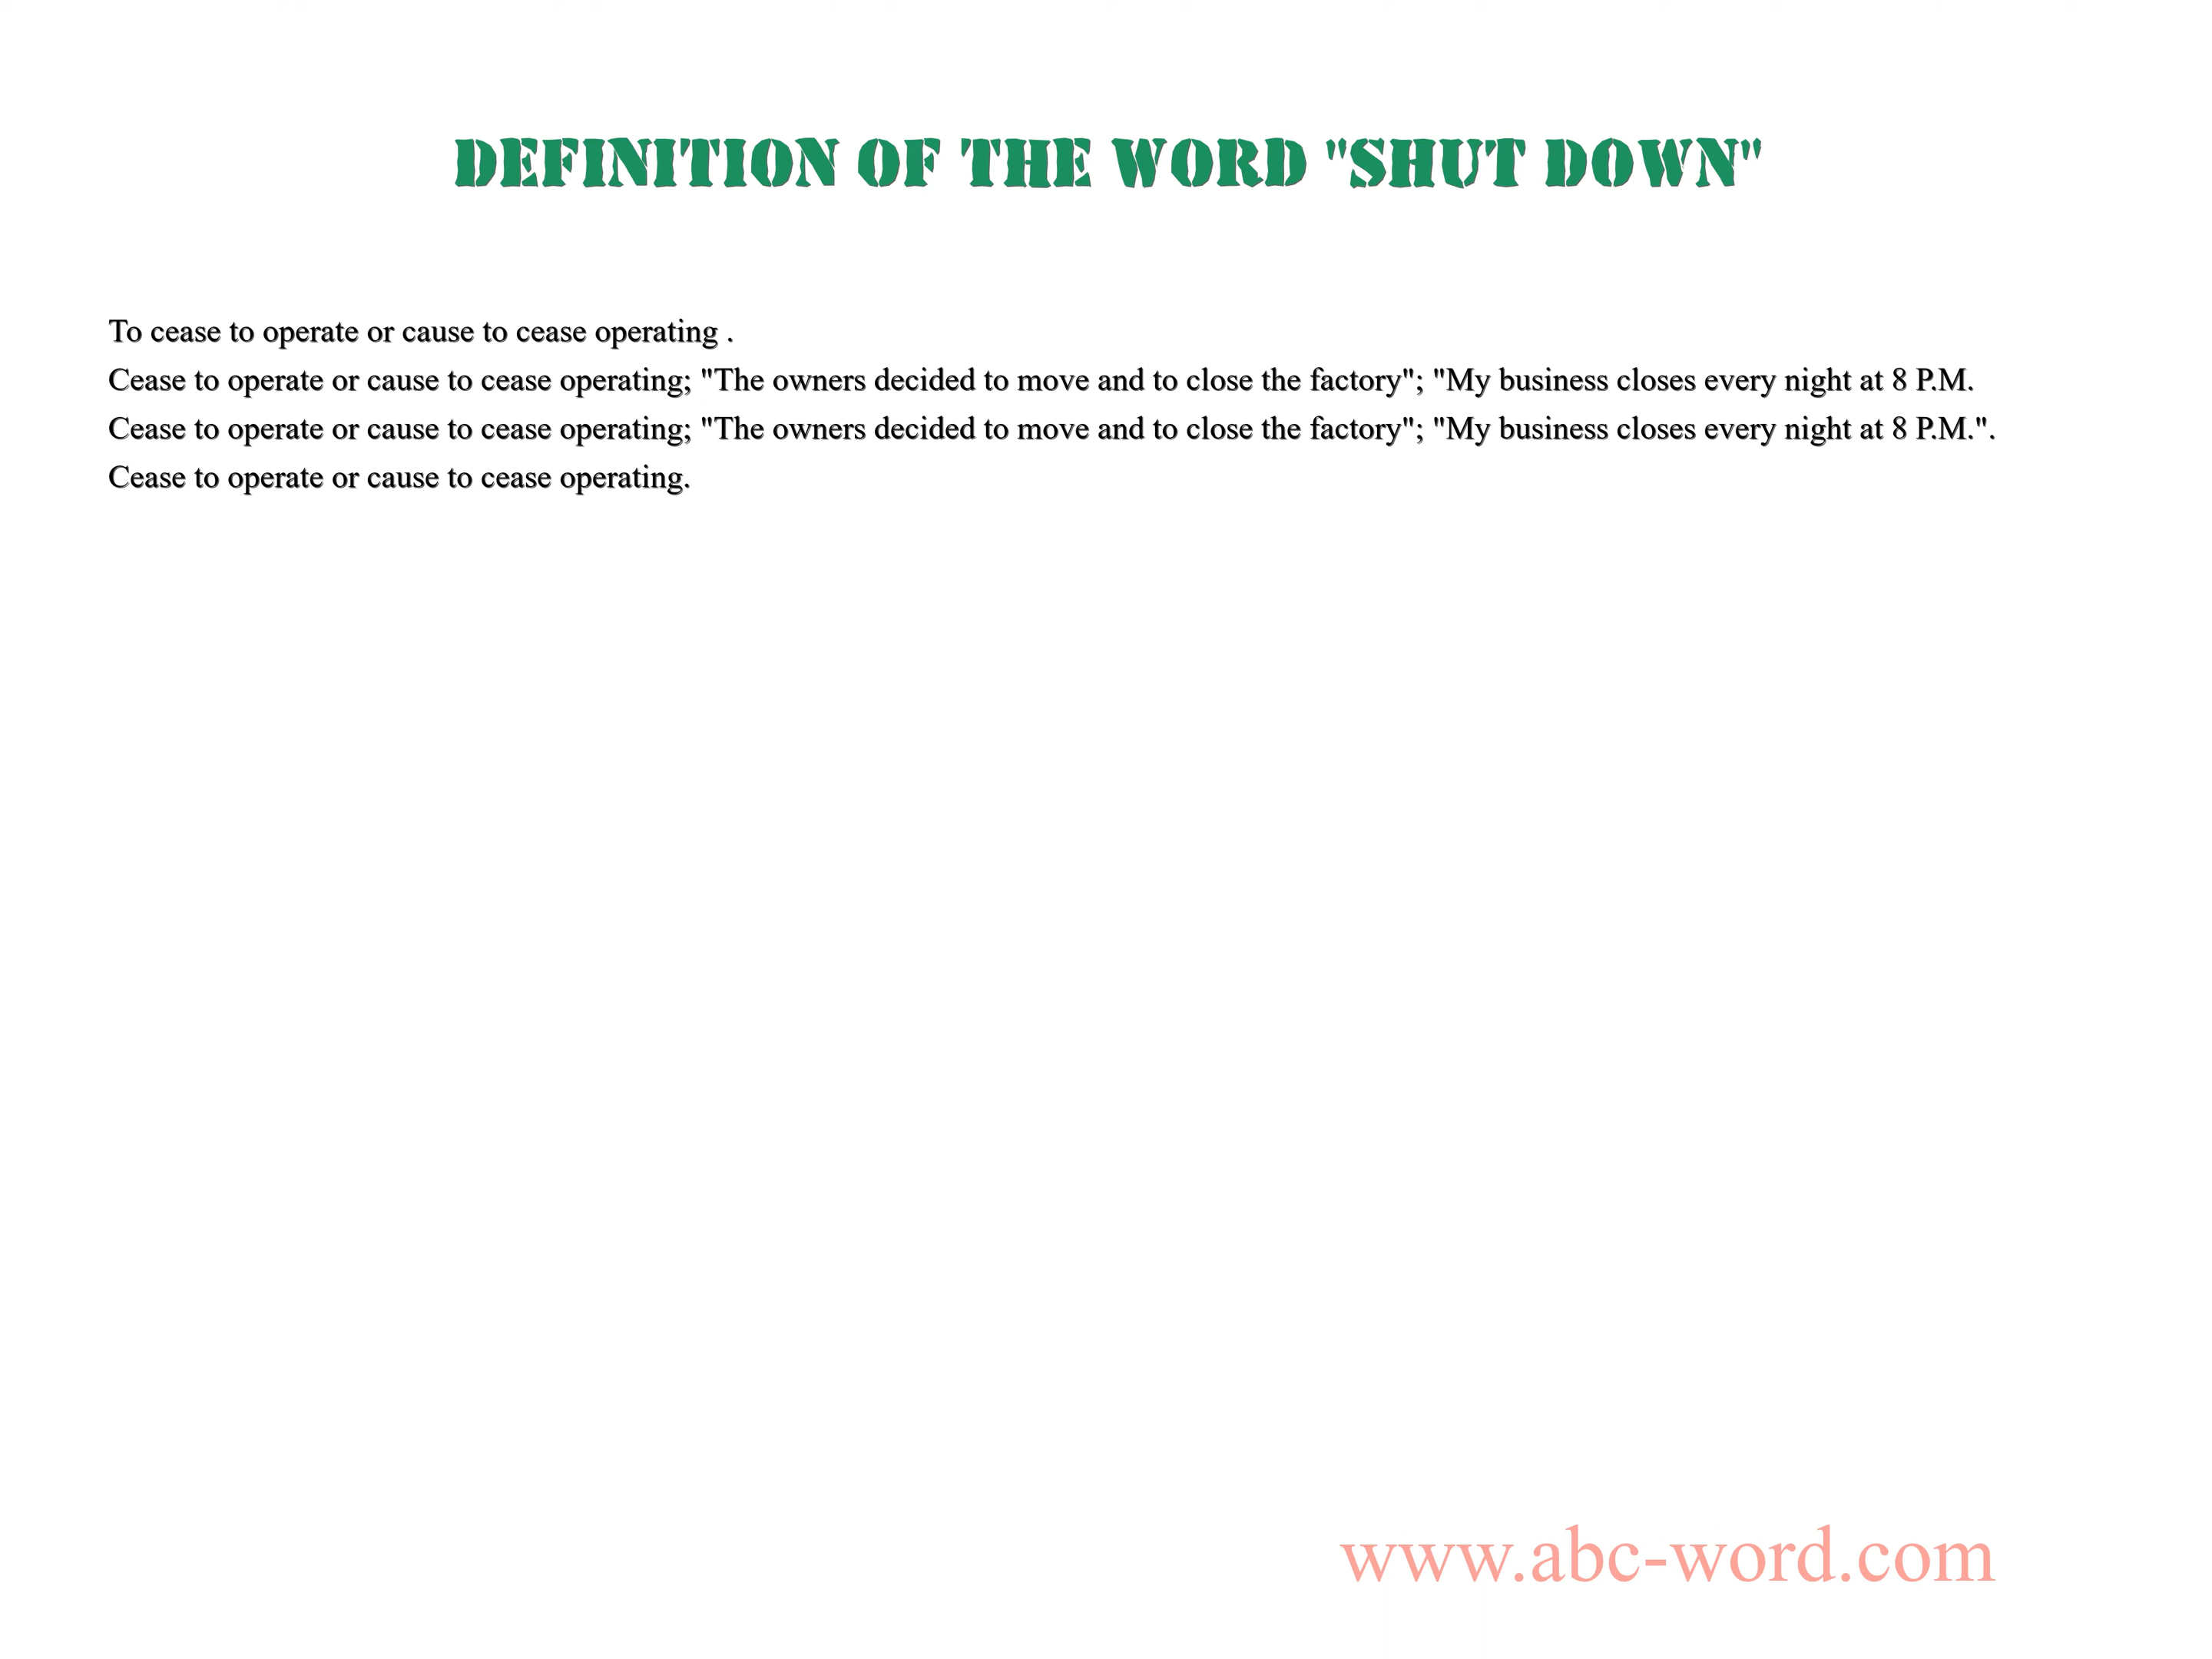 DEFINITION OF THE WORD "SHUT DOWN"
To cease to operate or cause to cease operating .
Cease to operate or cause to cease operating; "The owners decided to move and to close the factory"; "My business closes every night at 8 P.M.
Cease to operate or cause to cease operating; "The owners decided to move and to close the factory"; "My business closes every night at 8 P.M.".
Cease to operate or cause to cease operating.
www.abc-word.com